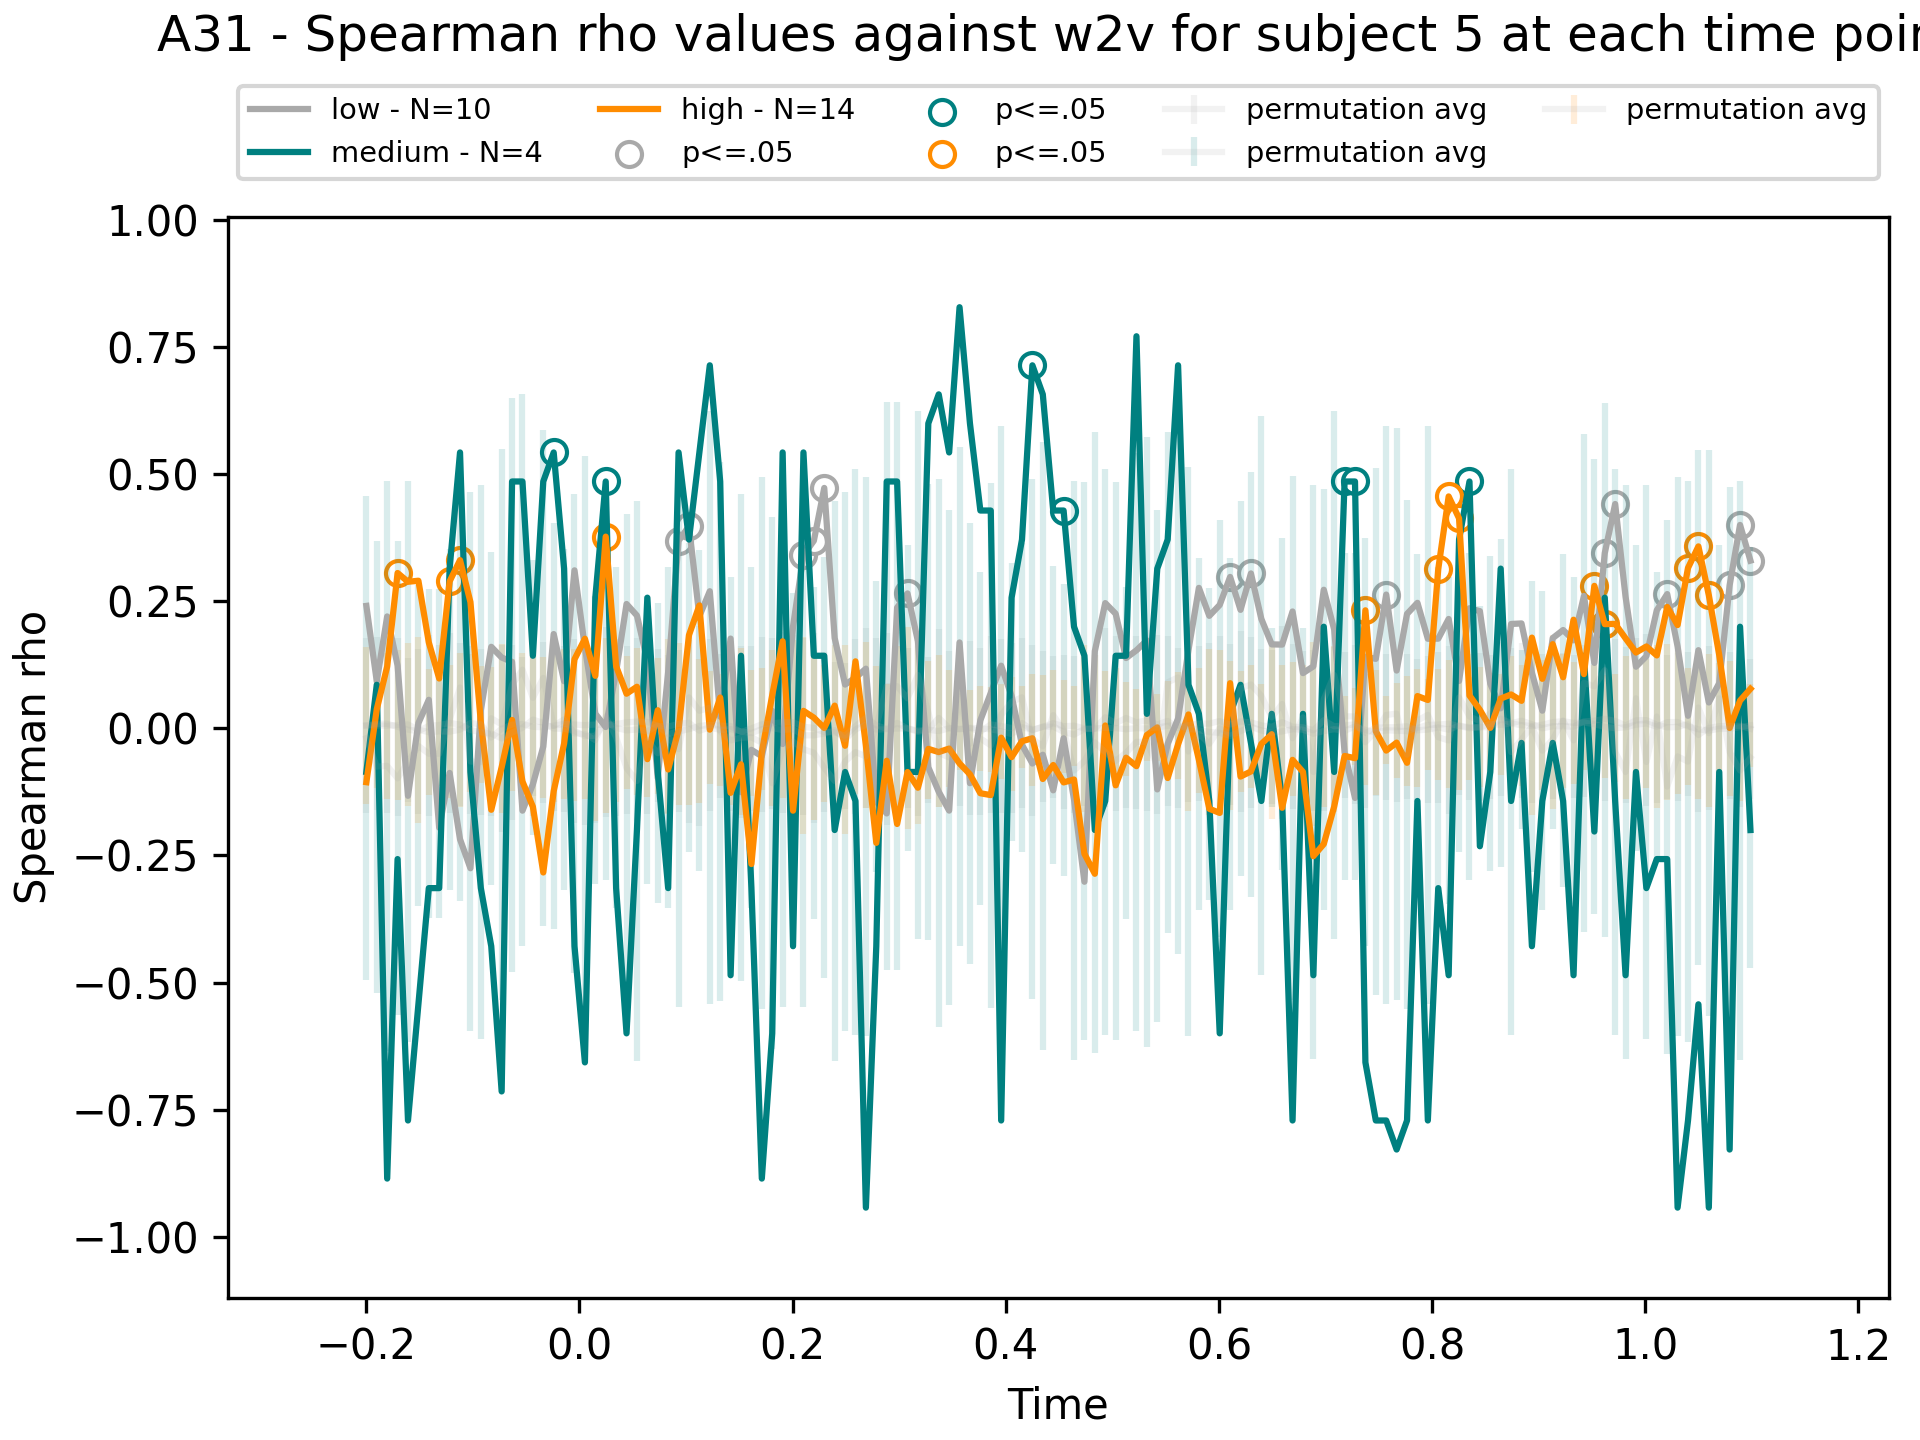 A31 - Spearman rho values against w2v for subject 5 at each time
low - N=10 high - N=14 p<=.05 permutation avg permutation avg
medium - N=4 p<=.05 p<=.05 permutation avg
1.00
0.75
0.50
0.25
0.00
−0.25
−0.50
−0.75
−1.00
Spearman rho
−0.2 0.0 0.2 0.4 0.6 0.8 1.0 1.2
Time